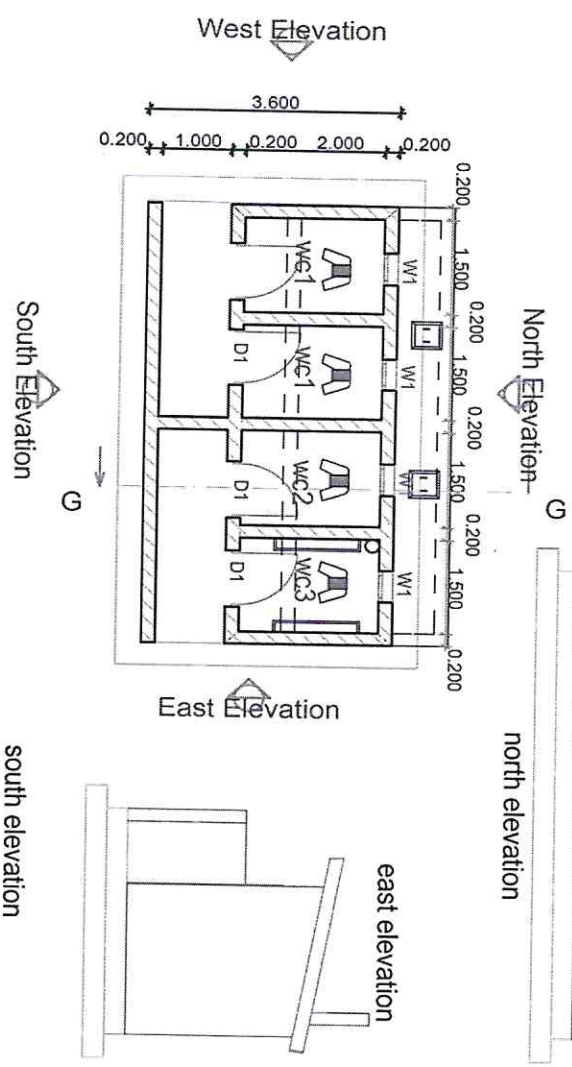 West Elevation
3.600
0.200 1.000 0.200 2.000 0.200
0.200 1.500 0.200 1.500 0.200 1.500 0.200 1.500 0.200
North Elevation
South Elevation
East Elevation
W1
W1
W
W1
WC1
WC1
WC2
WC3
D1
D1
D1
G
G
north elevation
east elevation
south elevation